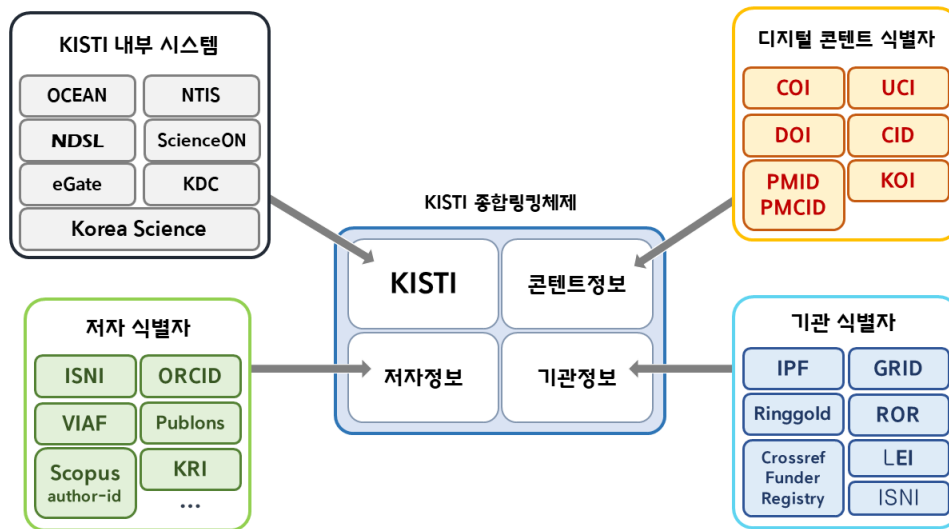 KISTI 내부 시스템
OCEAN
NTIS
NDSL
ScienceON
eGate
KDC
Korea Science
디지털 콘텐트 식별자
COI
UCI
DOI
CID
PMID
PMCID
KOI
KISTI 종합링킹체제
KISTI
콘텐트정보
저자정보
기관정보
저자 식별자
ISNI
ORCID
VIAF
Publons
Scopus
author-id
KRI
...
기관 식별자
IPF
GRID
Ringgold
ROR
Crossref
Funder
Registry
LEI
ISNI